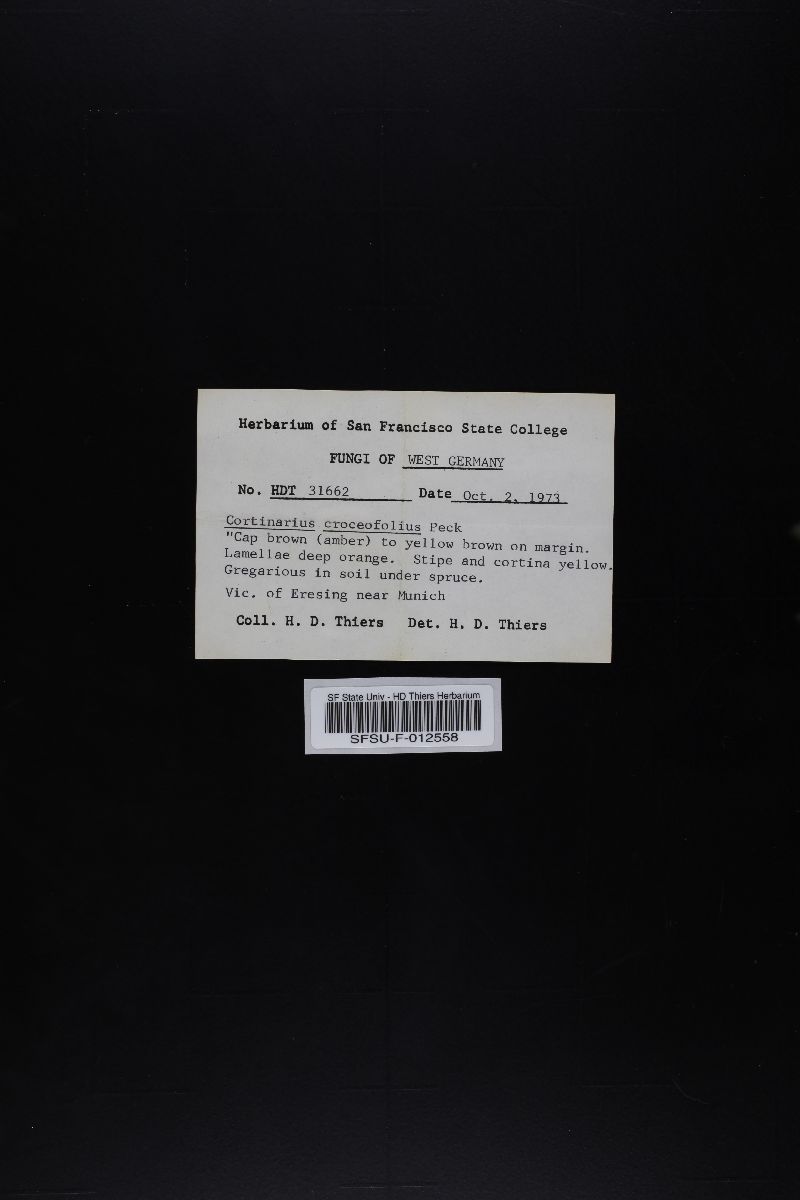 Herbarium of San Francisco State College
FUNGI OF WEST GERMANY
No. HDT 31662 Date Oct. 2, 1973
Cortinarius croceofolius Peck
"Cap brown (amber) to yellow brown on margin.
Lamellae deep orange. Stipe and cortina yellow.
Gregarious in soil under spruce.
Vic. of Eresing near Munich
Coll. H. D. Thiers Det. H. D. Thiers
SF State Univ - HD Thiers Herbarium
SFSU-F-012558